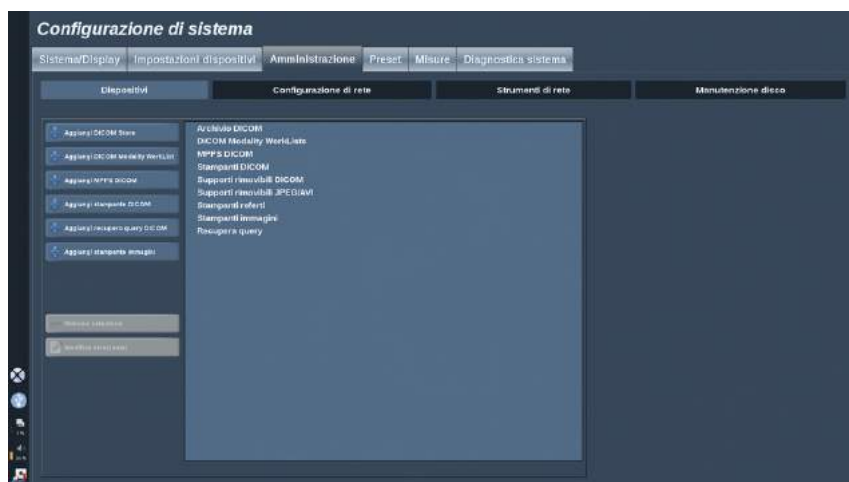 Configurazione di sistema
Sistema/Display Impostazioni dispositivi Amministrazione Preset Misure Diagnostica sistema
Dispositivi Configurazione di rete Strumenti di rete Manutenzione disco
Aggiungi DICOM Store
Aggiungi DICOM Modality WorkList
Aggiungi MPPS DICOM
Aggiungi stampante DICOM
Aggiungi recupero query DICOM
Aggiungi stampante immagini
Archivio DICOM
DICOM Modality WorkLists
MPPS DICOM
Stampanti DICOM
Supporti rimovibili DICOM
Supporti rimovibili JPEG/AVI
Stampanti referti
Stampanti immagini
Recupera query